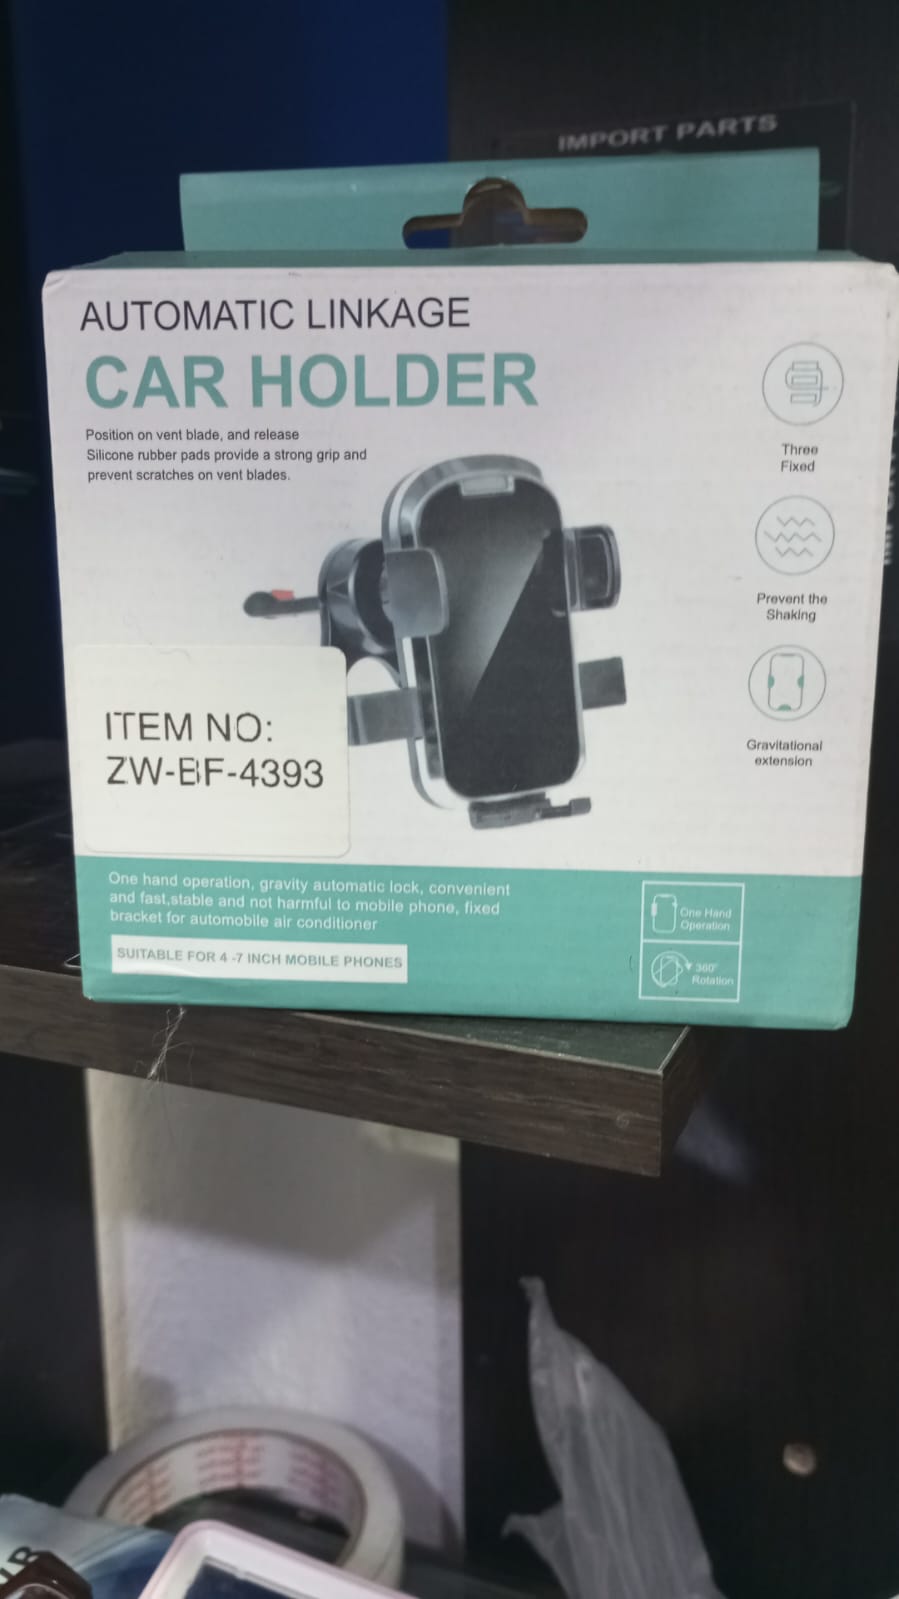 IMPORT PARTS
AUTOMATIC LINKAGE
CAR HOLDER
Position on vent blade, and release
Silicone rubber pads provide a strong grip and
prevent scratches on vent blades.
Three
Fixed
Prevent the
Shaking
Gravitational
extension
ITEM NO:
ZW-BF-4393
One hand operation, gravity automatic lock, convenient
and fast,stable and not harmful to mobile phone, fixed
bracket for automobile air conditioner
SUITABLE FOR 4 -7 INCH MOBILE PHONES
One Hand
Operation
360°
Rotation